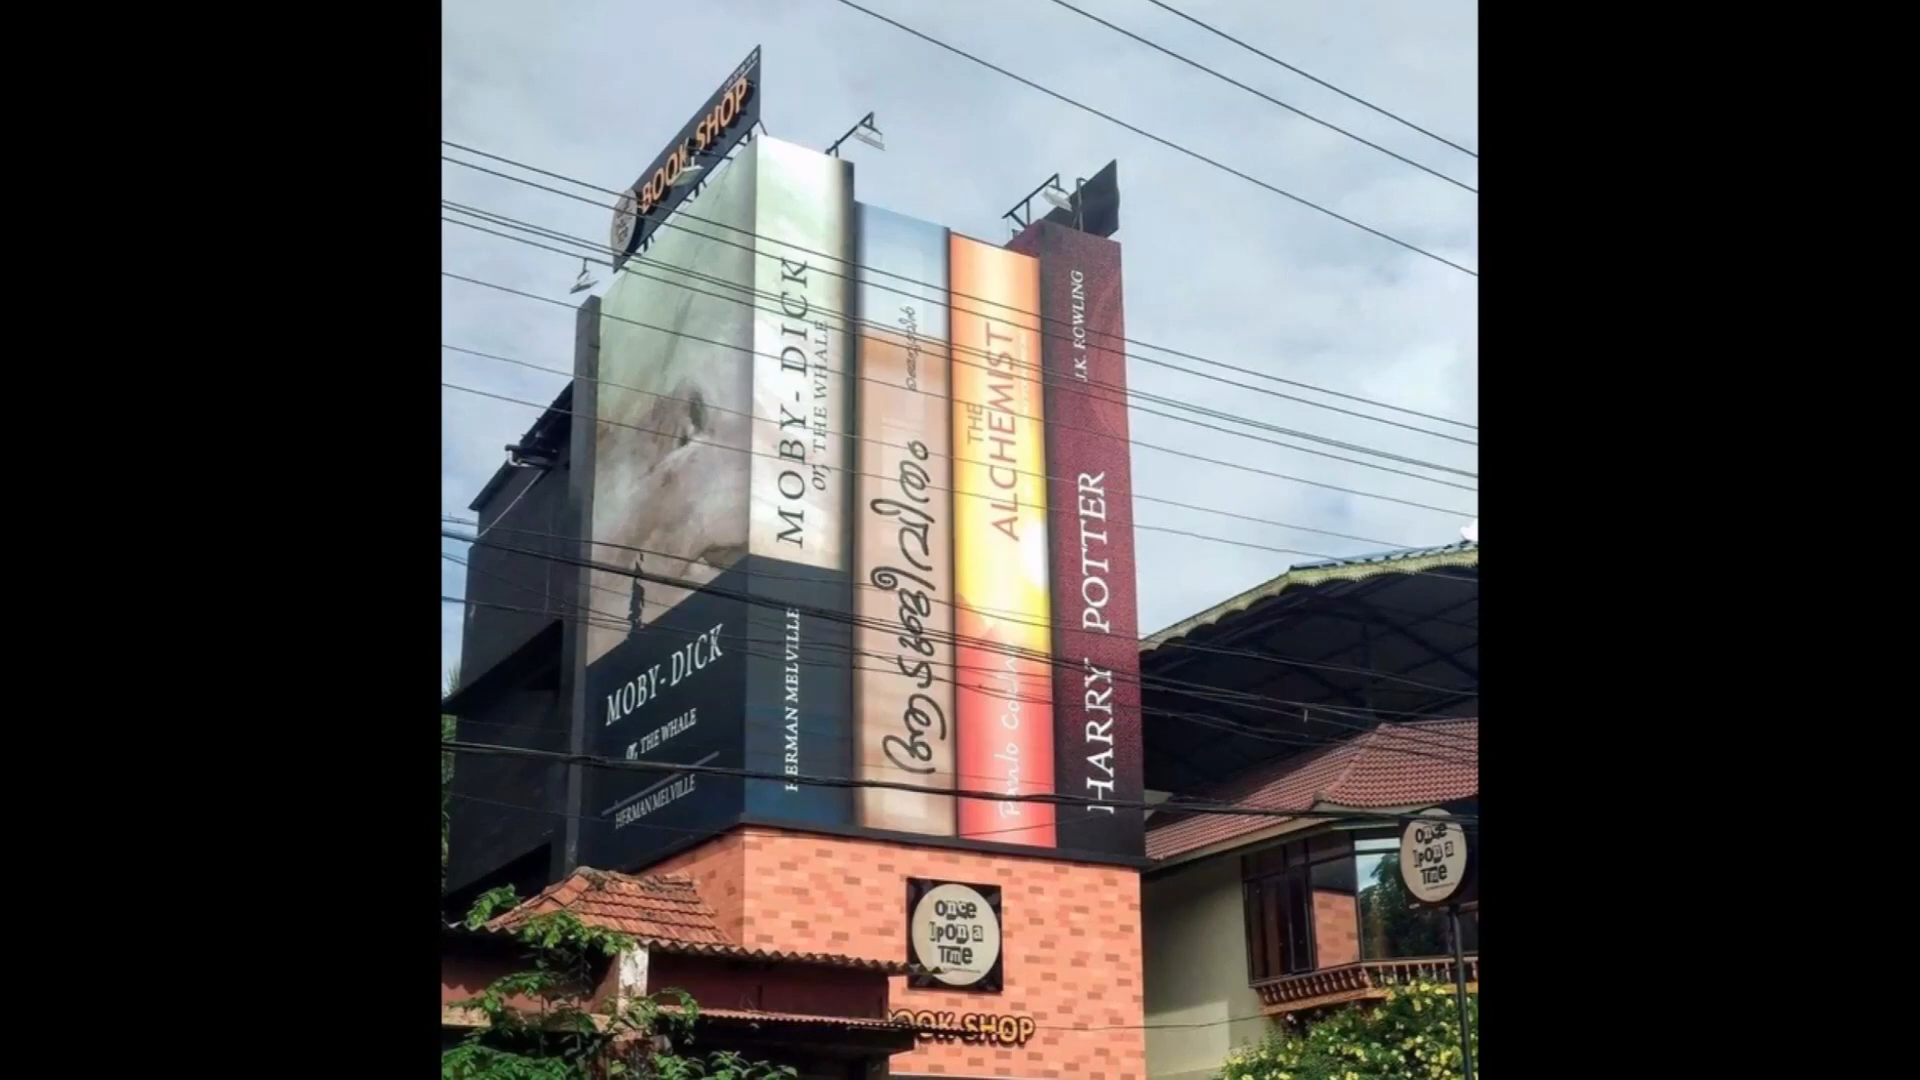 BOOK SHOP
MOBY-DICK
or, THE WHALE
HERMAN MELVILLE
MOBY-DICK
or, THE WHALE
HERMAN MELVILLE
ബെന്യാമിൻ
ആടുജീവിതം
THE
ALCHEMIST
Paulo Coelho
J.K. ROWLING
HARRY POTTER
once
Upon a
Time
BOOK SHOP
once
Upon a
Time